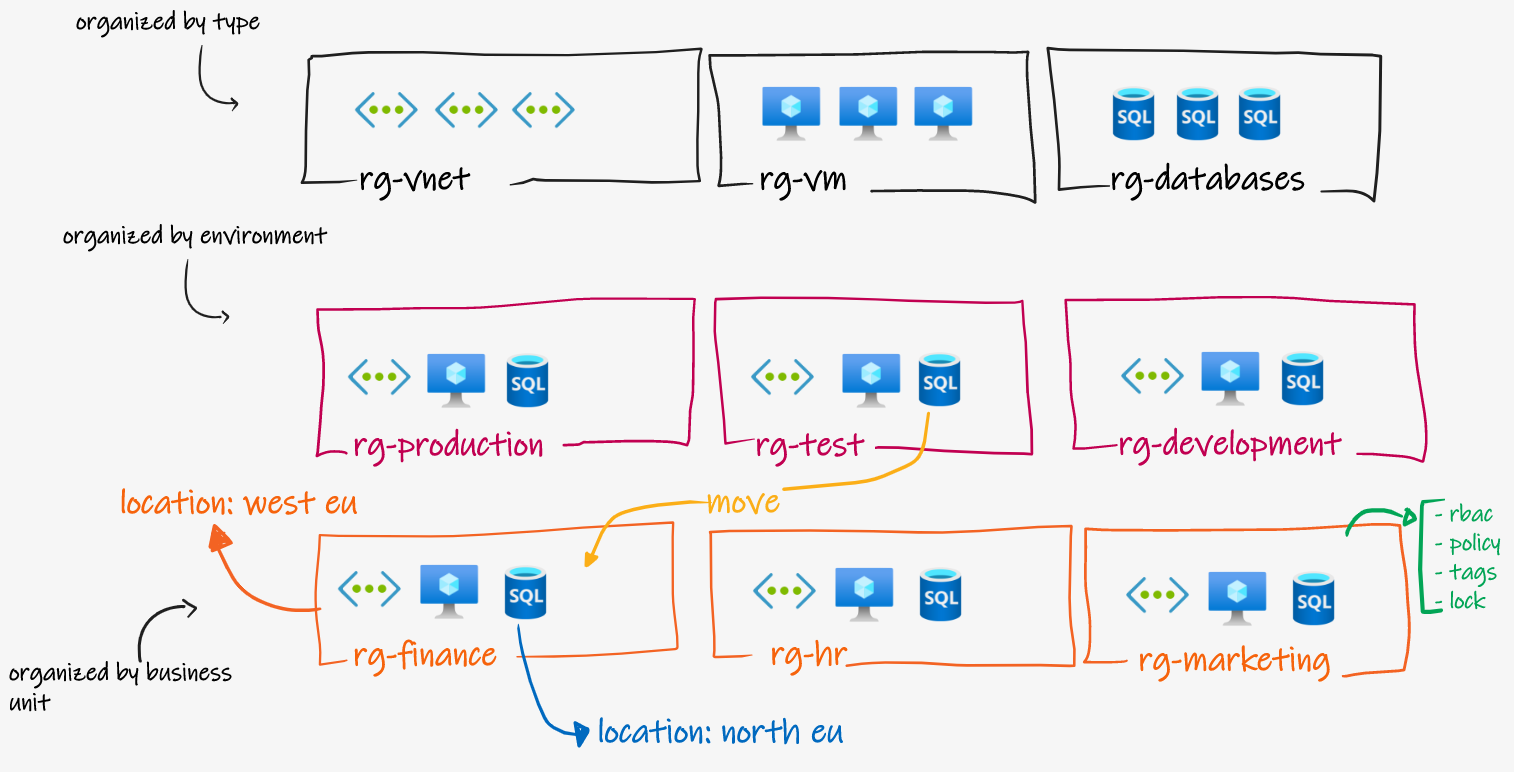 organized by type
rg-vnet
rg-vm
SQL
SQL
SQL
rg-databases
organized by environment
SQL
rg-production
SQL
rg-test
SQL
rg-development
location: west eu
move
- rbac
- policy
- tags
- lock
SQL
rg-finance
SQL
rg-hr
SQL
rg-marketing
organized by business
unit
location: north eu